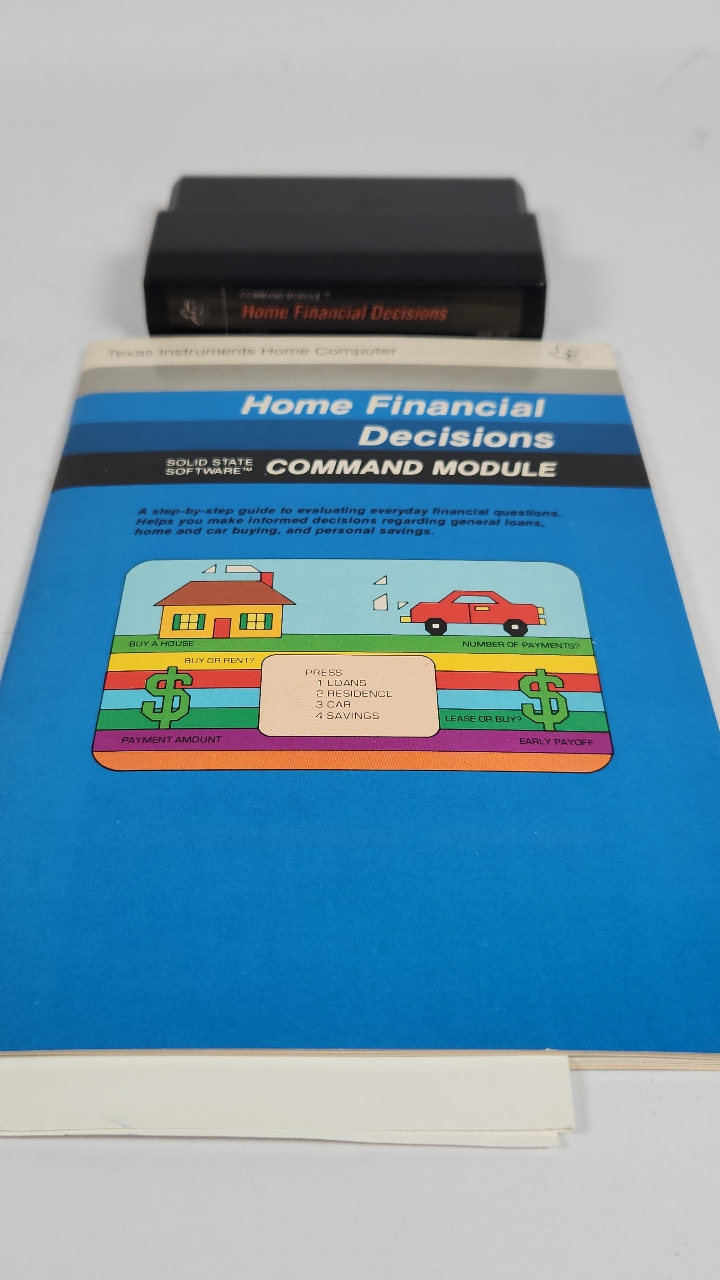 COMMAND MODULE™
Home Financial Decisions
Texas Instruments Home Computer
Home Financial
Decisions
SOLID STATE
SOFTWARE™
COMMAND MODULE
A step-by-step guide to evaluating everyday financial questions.
Helps you make informed decisions regarding general loans,
home and car buying, and personal savings.
BUY A HOUSE
NUMBER OF PAYMENTS?
BUY OR RENT?
PRESS
1 LOANS
2 RESIDENCE
3 CAR
4 SAVINGS
$
$
LEASE OR BUY?
PAYMENT AMOUNT
EARLY PAYOFF